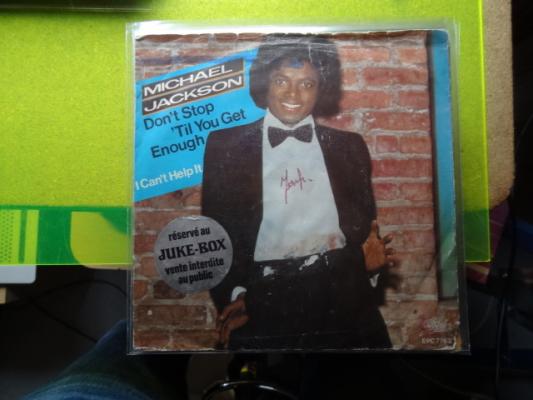 MICHAEL
JACKSON
Don't Stop
'Til You Get
Enough
I Can't Help It
réservé au
JUKE-BOX
vente interdite
au public